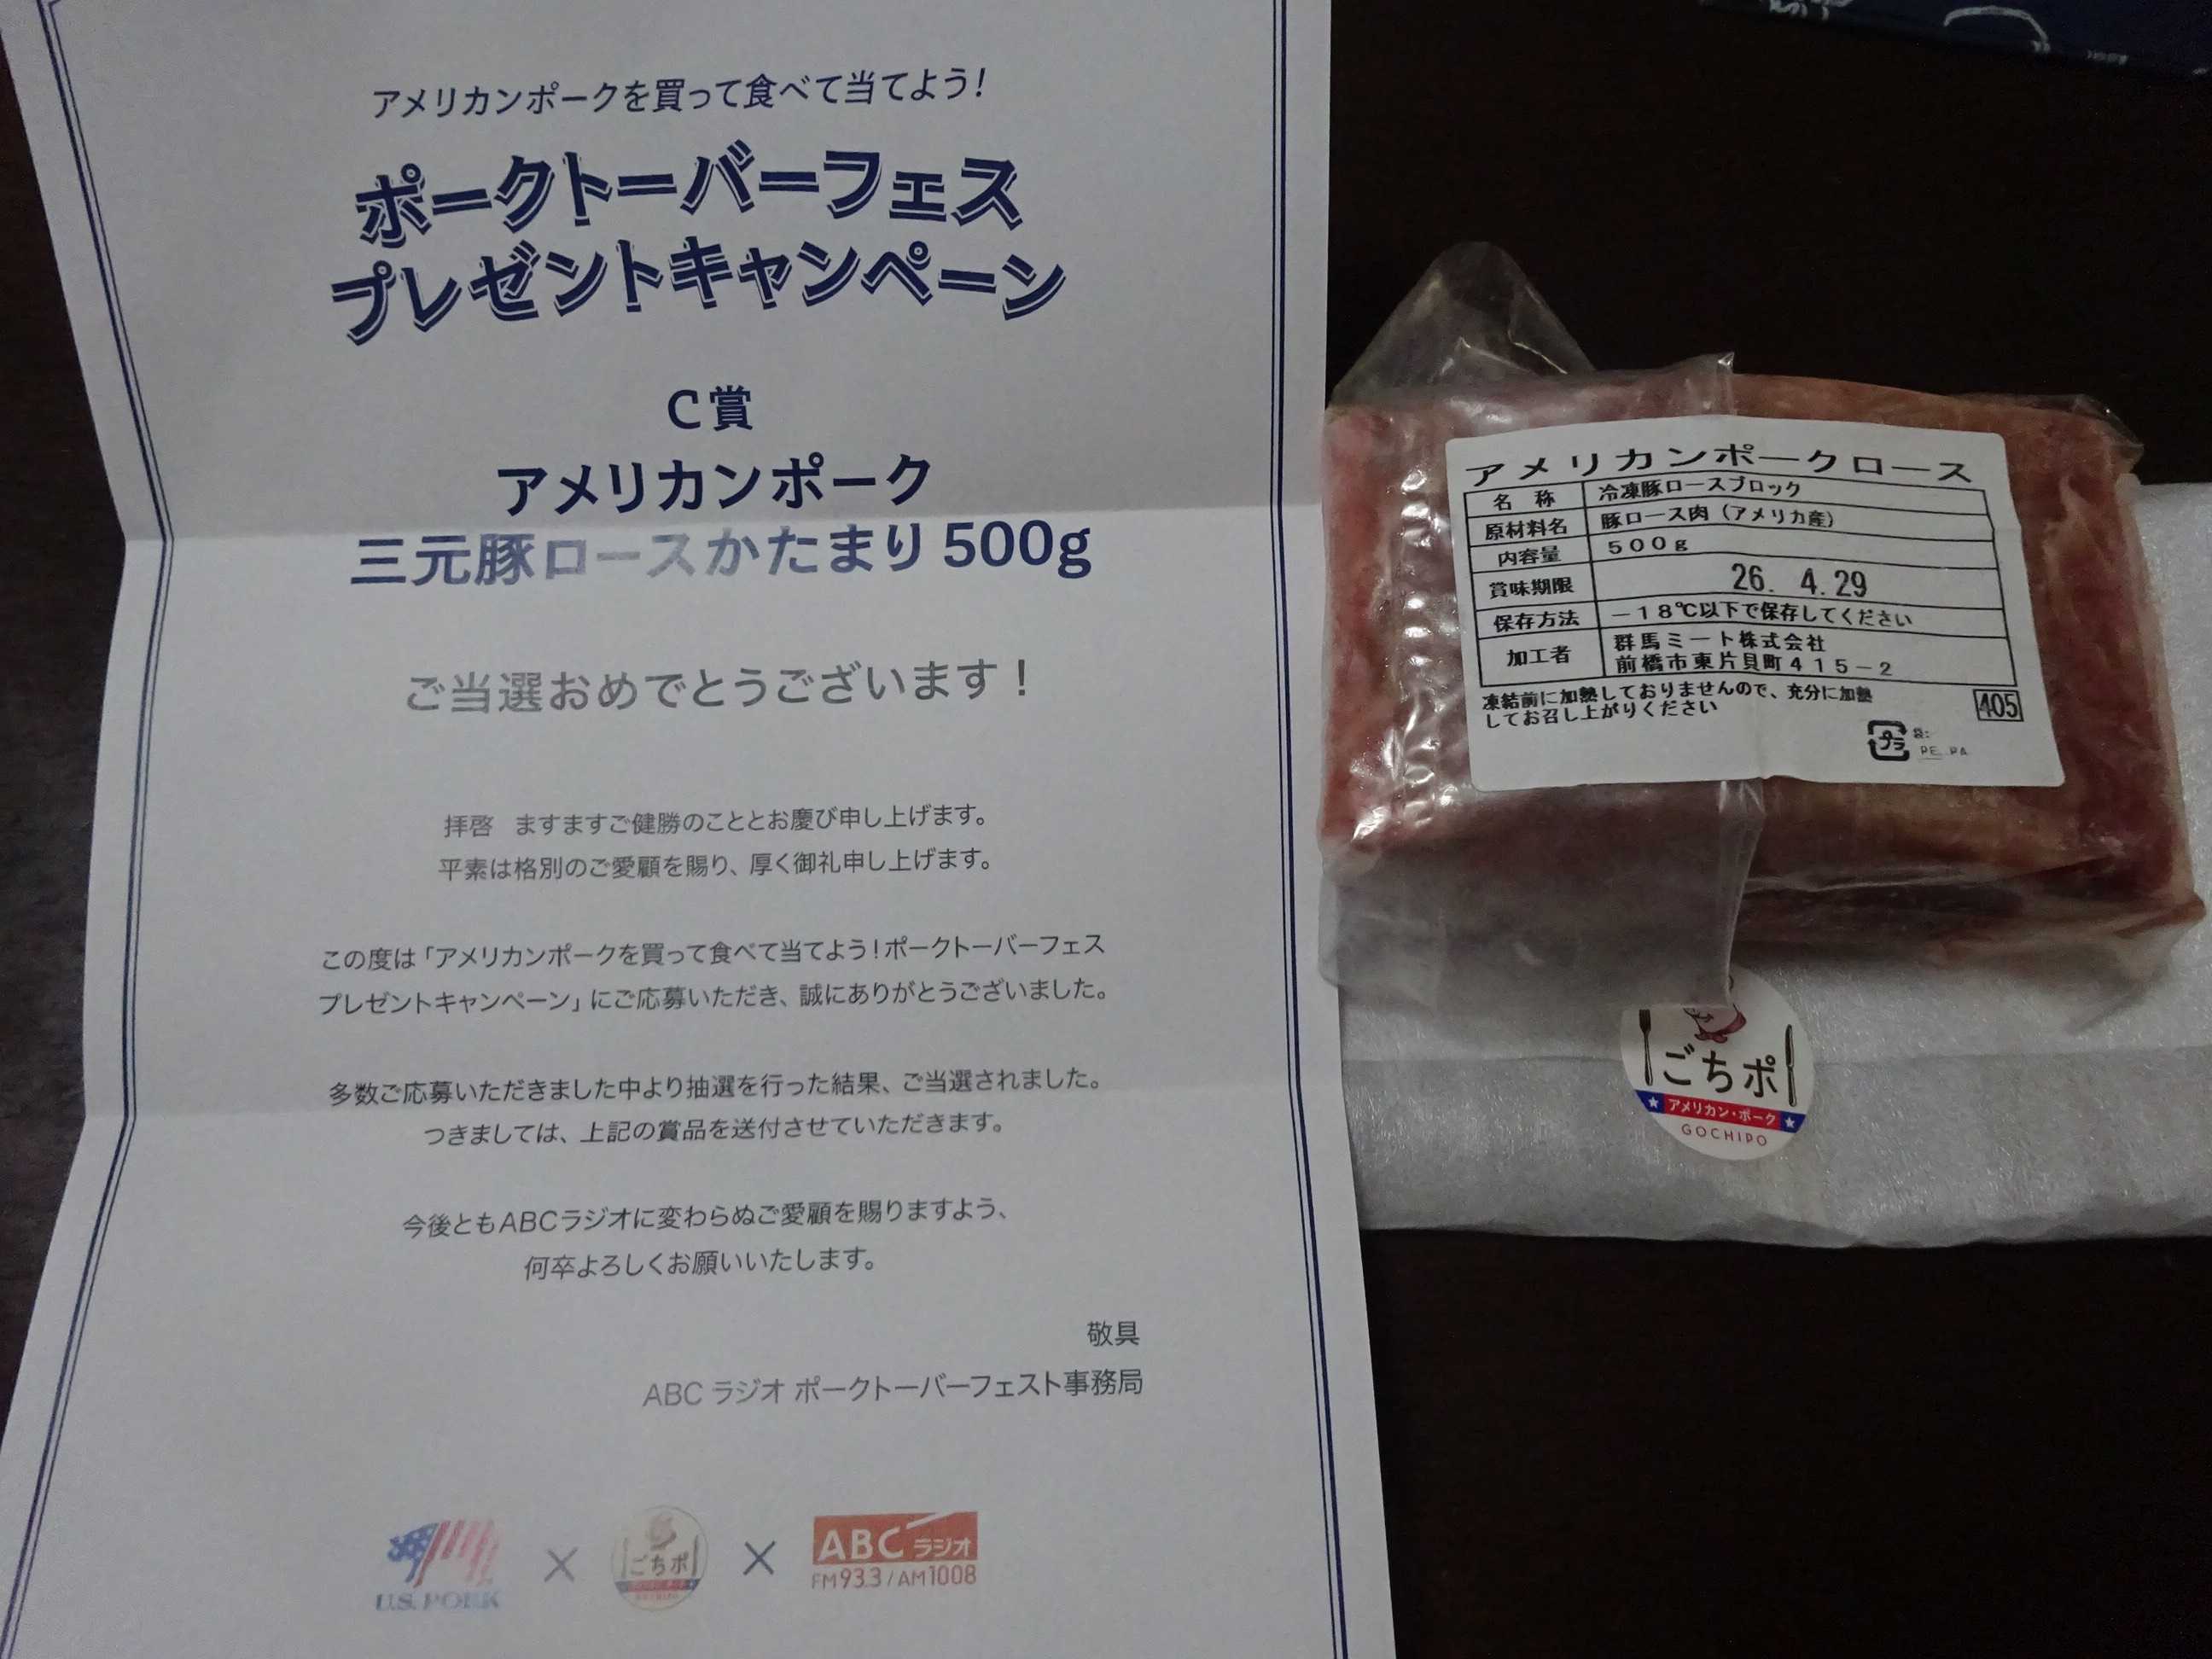 アメリカンポークを買って食べて当てよう!
ポークトーバーフェス
プレゼントキャンペーン
C賞
アメリカンポーク
三元豚ロースかたまり500g
ご当選おめでとうございます!
拝啓 ますますご健勝のこととお慶び申し上げます。
平素は格別のご愛顧を賜り、厚く御礼申し上げます。
この度は「アメリカンポークを買って食べて当てよう!ポークトーバーフェス
プレゼントキャンペーン」にご応募いただき、誠にありがとうございました。
多数ご応募いただきました中より抽選を行った結果、ご当選されました。
つきましては、上記の賞品を送付させていただきます。
今後ともABCラジオに変わらぬご愛顧を賜りますよう、
何卒よろしくお願いいたします。
敬具
ABC ラジオ ポークトーバーフェスト事務局
U.S. PORK × ごちポ × ABCラジオ
FM93.3/AM1008
アメリカンポークロース
名称 冷凍豚ロースブロック
原材料名 豚ロース肉(アメリカ産)
内容量 500g
賞味期限 26. 4.29
保存方法 -18℃以下で保存してください
加工者 群馬ミート株式会社
前橋市東片貝町415-2
凍結前に加熱しておりませんので、充分に加熱
してお召し上がりください
405
プラ 袋:
PE PA
ごちポ
アメリカン・ポーク
GOCHIPO